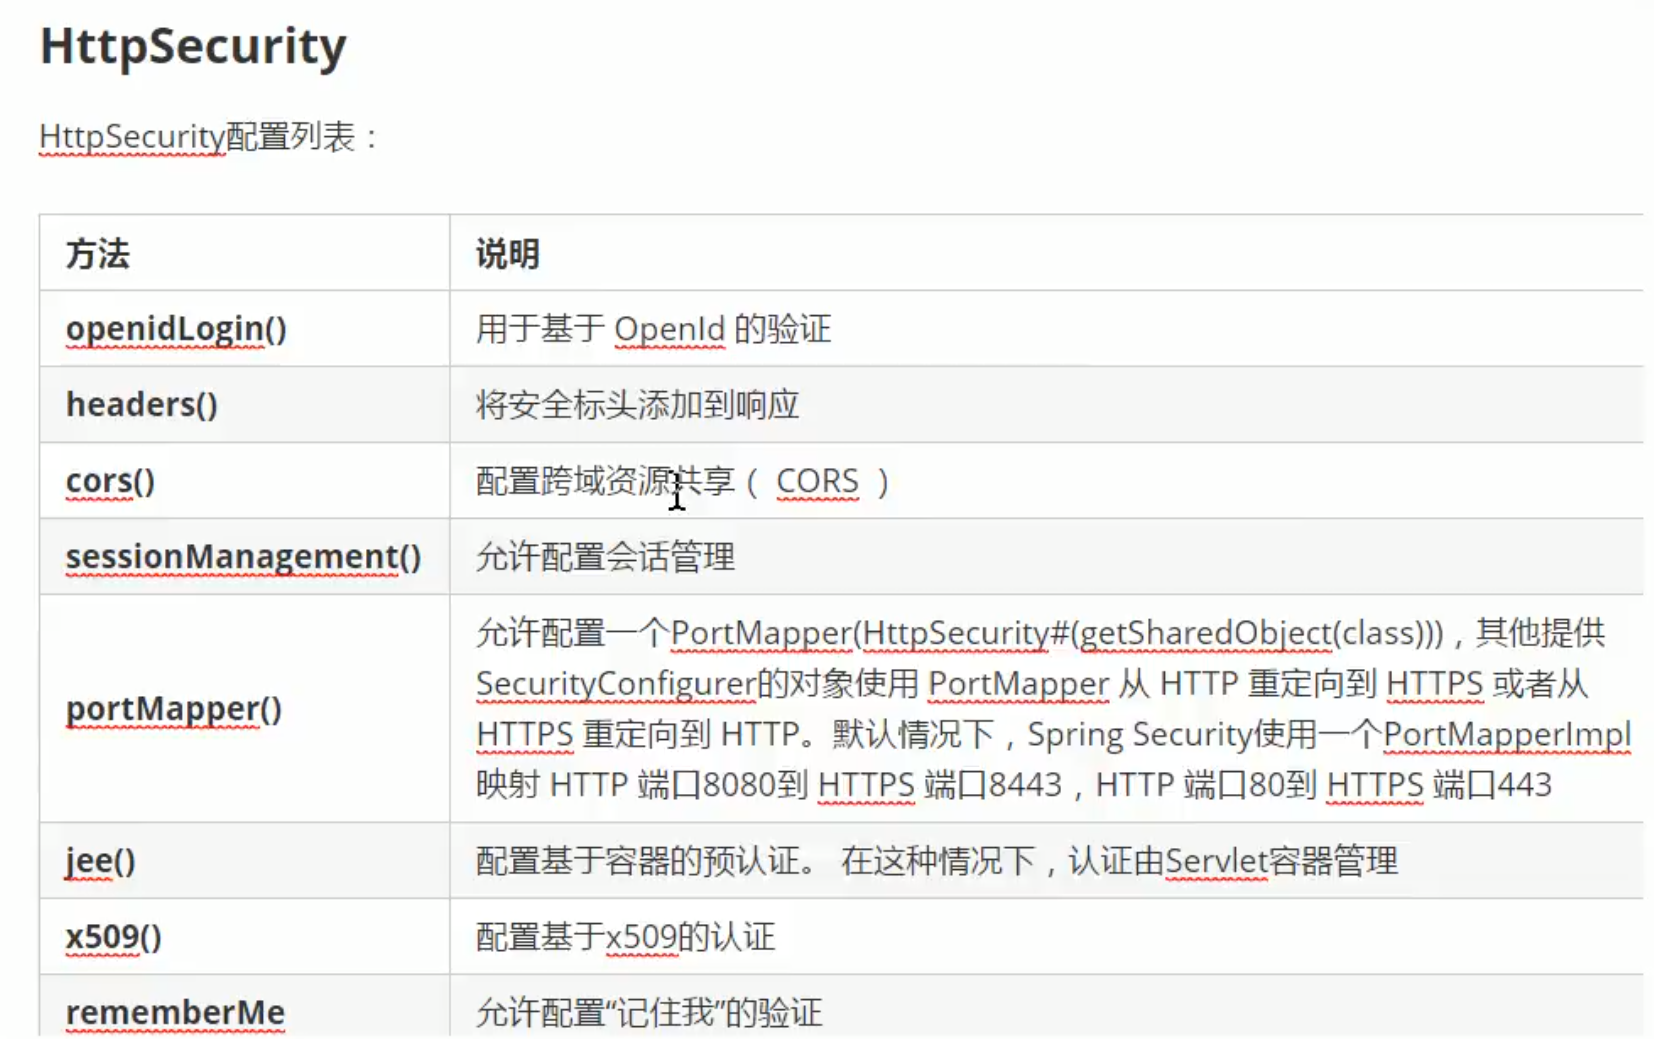 HttpSecurity
HttpSecurity配置列表：
方法 说明
openidLogin() 用于基于 OpenId 的验证
headers() 将安全标头添加到响应
cors() 配置跨域资源共享（ CORS ）
sessionManagement() 允许配置会话管理
portMapper()
允许配置一个PortMapper(HttpSecurity#(getSharedObject(class)))，其他提供
SecurityConfigurer的对象使用 PortMapper 从 HTTP 重定向到 HTTPS 或者从
HTTPS 重定向到 HTTP。默认情况下，Spring Security使用一个PortMapperImpl
映射 HTTP 端口8080到 HTTPS 端口8443，HTTP 端口80到 HTTPS 端口443
jee() 配置基于容器的预认证。 在这种情况下，认证由Servlet容器管理
x509() 配置基于x509的认证
rememberMe 允许配置“记住我”的验证